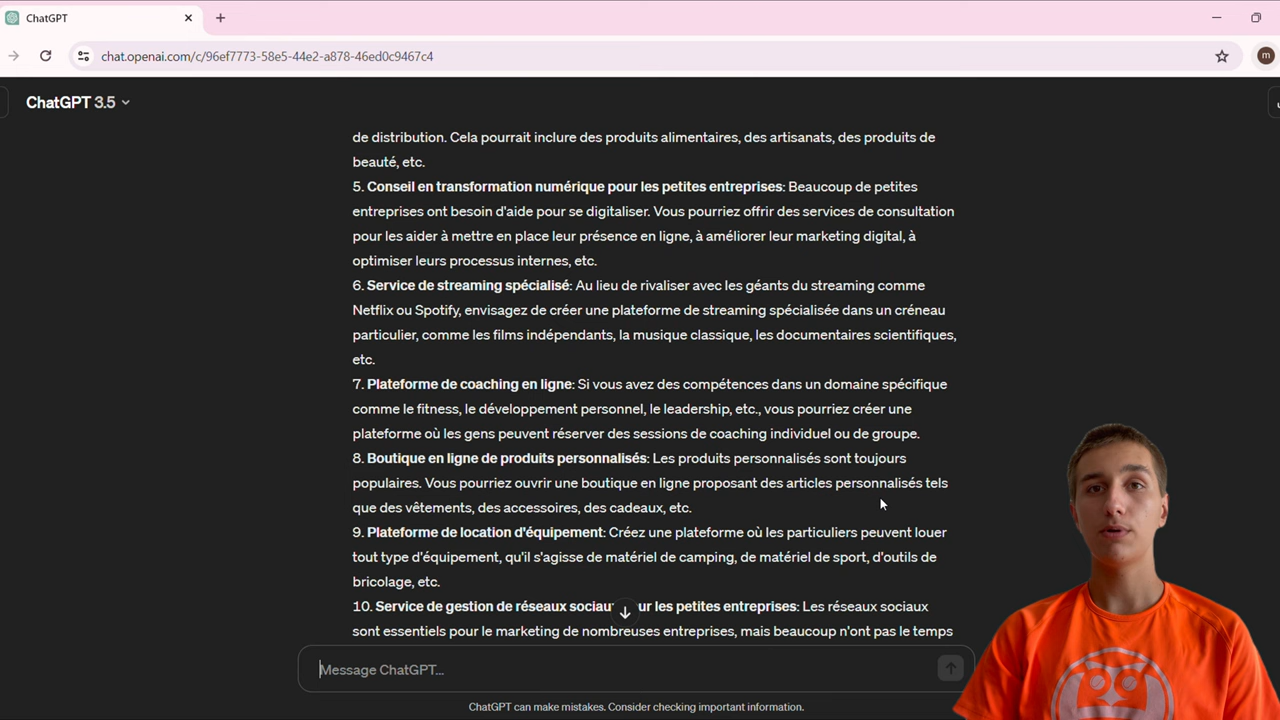 ChatGPT
chat.openai.com/c/96ef7773-58e5-44e2-a878-46ed0c9467c4
m
ChatGPT 3.5
de distribution. Cela pourrait inclure des produits alimentaires, des artisanats, des produits de
beauté, etc.
5. Conseil en transformation numérique pour les petites entreprises: Beaucoup de petites
entreprises ont besoin d'aide pour se digitaliser. Vous pourriez offrir des services de consultation
pour les aider à mettre en place leur présence en ligne, à améliorer leur marketing digital, à
optimiser leurs processus internes, etc.
6. Service de streaming spécialisé: Au lieu de rivaliser avec les géants du streaming comme
Netflix ou Spotify, envisagez de créer une plateforme de streaming spécialisée dans un créneau
particulier, comme les films indépendants, la musique classique, les documentaires scientifiques,
etc.
7. Plateforme de coaching en ligne: Si vous avez des compétences dans un domaine spécifique
comme le fitness, le développement personnel, le leadership, etc., vous pourriez créer une
plateforme où les gens peuvent réserver des sessions de coaching individuel ou de groupe.
8. Boutique en ligne de produits personnalisés: Les produits personnalisés sont toujours
populaires. Vous pourriez ouvrir une boutique en ligne proposant des articles personnalisés tels
que des vêtements, des accessoires, des cadeaux, etc.
9. Plateforme de location d'équipement: Créez une plateforme où les particuliers peuvent louer
tout type d'équipement, qu'il s'agisse de matériel de camping, de matériel de sport, d'outils de
bricolage, etc.
10. Service de gestion de réseaux sociaux pour les petites entreprises: Les réseaux sociaux
sont essentiels pour le marketing de nombreuses entreprises, mais beaucoup n'ont pas le temps
Message ChatGPT...
ChatGPT can make mistakes. Consider checking important information.